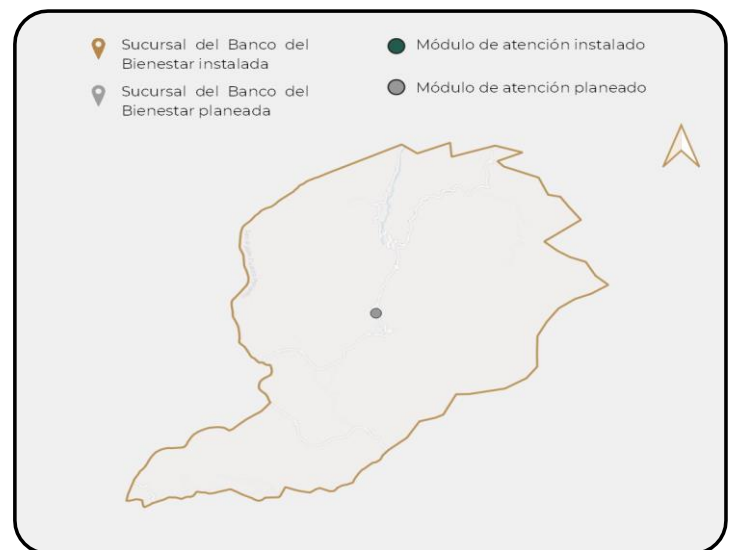 Sucursal del Banco del
Bienestar instalada
Sucursal del Banco del
Bienestar planeada
Módulo de atención instalado
Módulo de atención planeado